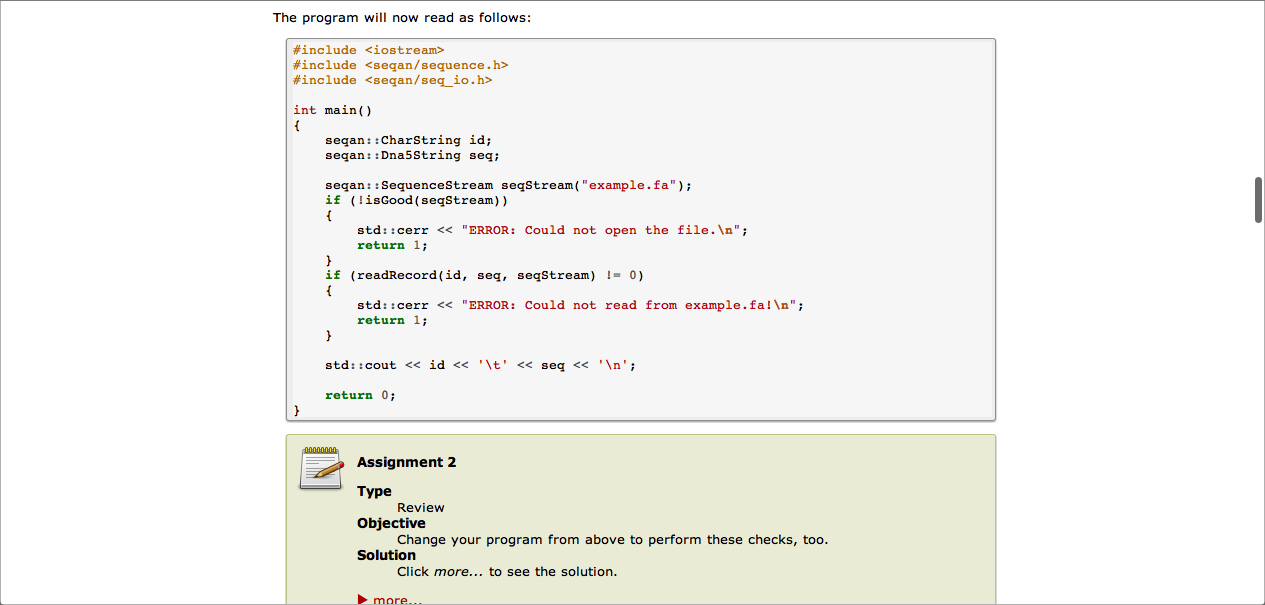 The program will now read as follows:
#include <iostream>
#include <seqan/sequence.h>
#include <seqan/seq_io.h>

int main()
{
    seqan::CharString id;
    seqan::Dna5String seq;

    seqan::SequenceStream seqStream("example.fa");
    if (!isGood(seqStream))
    {
        std::cerr << "ERROR: Could not open the file.\n";
        return 1;
    }
    if (readRecord(id, seq, seqStream) != 0)
    {
        std::cerr << "ERROR: Could not read from example.fa!\n";
        return 1;
    }

    std::cout << id << '\t' << seq << '\n';

    return 0;
}
Assignment 2
Type
Review
Objective
Change your program from above to perform these checks, too.
Solution
Click more... to see the solution.
more...